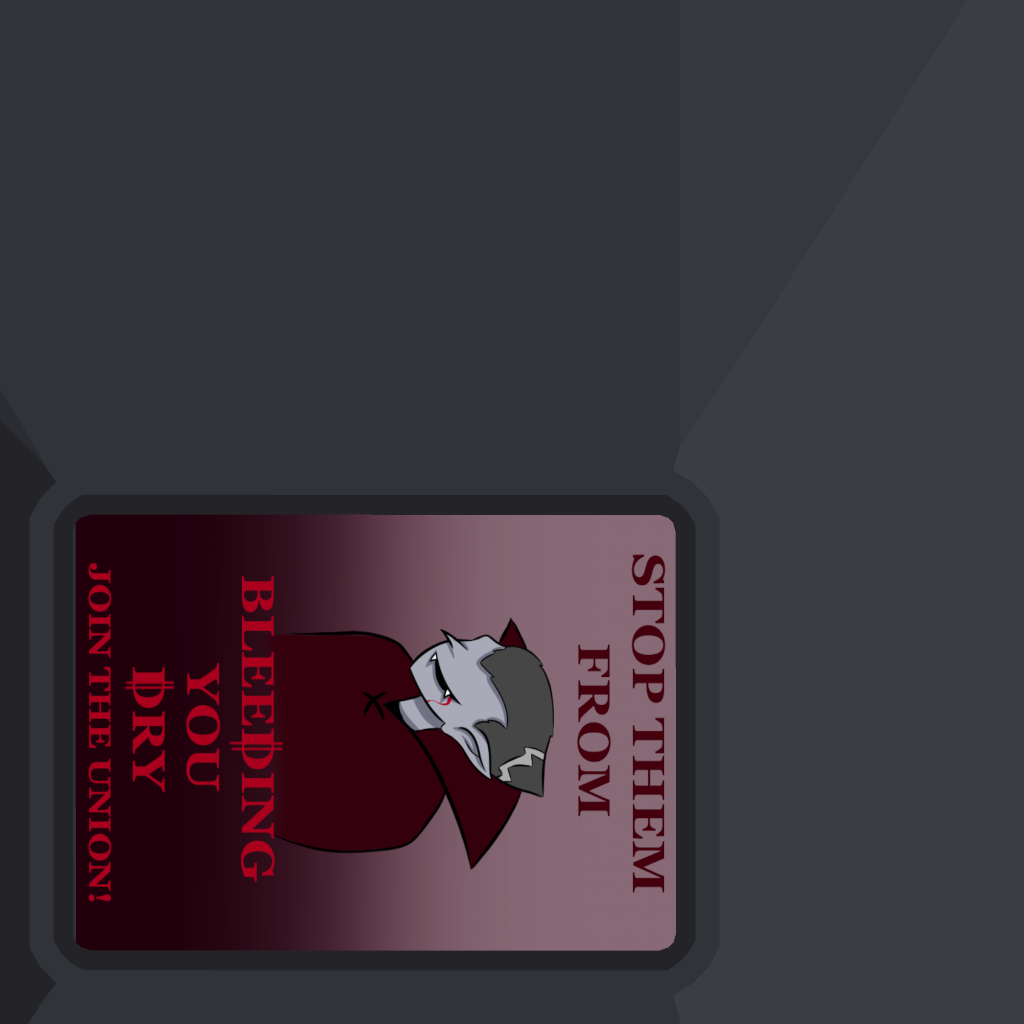 STOP THEM
FROM
BLEEDING
YOU
DRY
JOIN THE UNION!